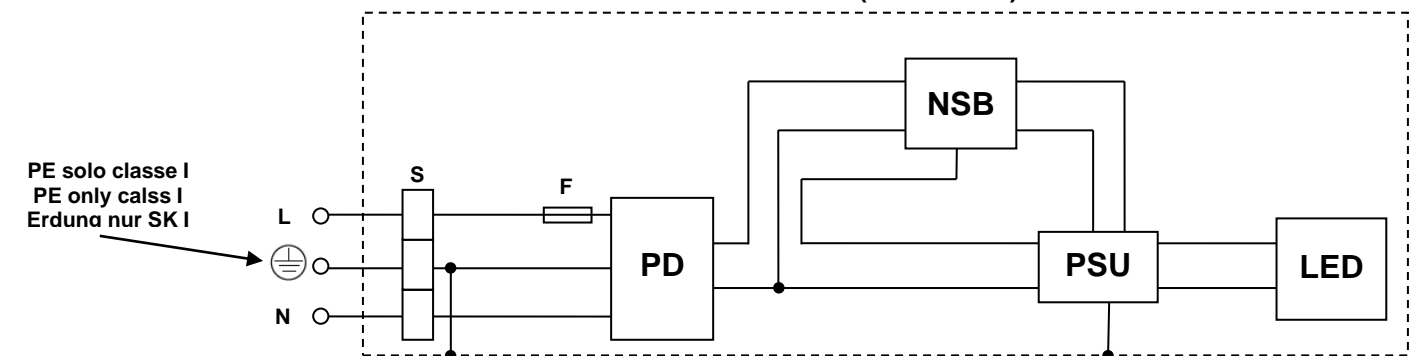 PE solo classe I
PE only calss I
Erdung nur SK I
L
N
S
F
PD
NSB
PSU
LED